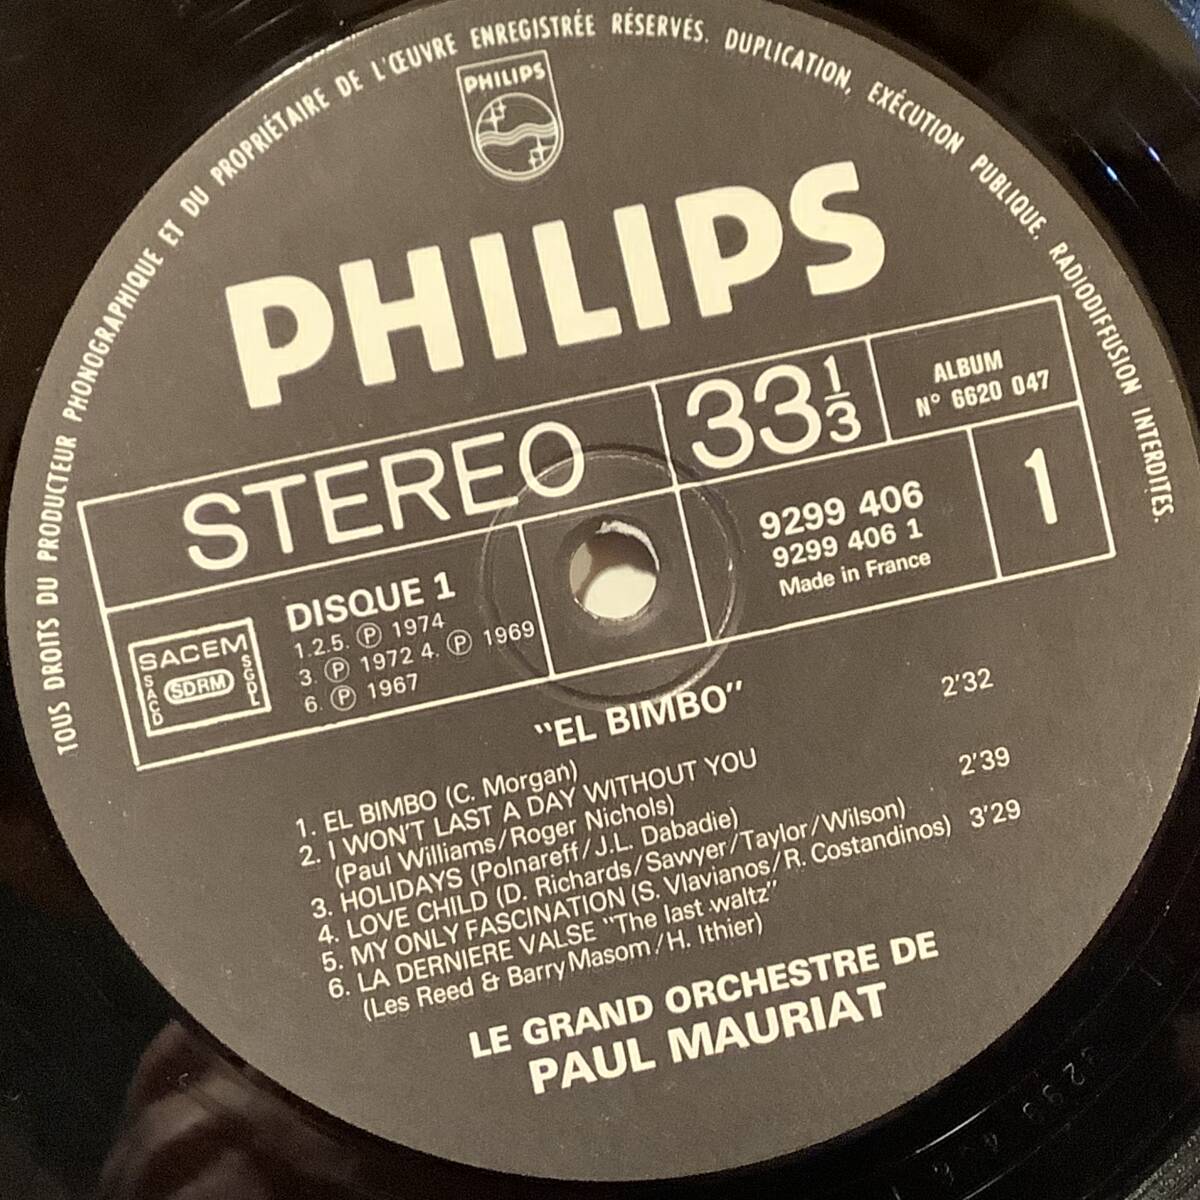 TOUS DROITS DU PRODUCTEUR PHONOGRAPHIQUE ET DU PROPRIÉTAIRE DE L'ŒUVRE ENREGISTRÉE RÉSERVÉS. DUPLICATION, EXÉCUTION PUBLIQUE, RADIODIFFUSION INTERDITES.
PHILIPS
PHILIPS
STEREO
33 1/3
ALBUM
N° 6620 047
SACEM
SACD
SDRM
SGDL
DISQUE 1
1.2.5. Ⓟ 1974
3. Ⓟ 1972 4. Ⓟ 1969
6. Ⓟ 1967
9299 406
9299 406 1
Made in France
1
"EL BIMBO"
1. EL BIMBO (C. Morgan) 2'32
2. I WON'T LAST A DAY WITHOUT YOU
(Paul Williams/Roger Nichols) 2'39
3. HOLIDAYS (Polnareff/J.L. Dabadie) 3'29
4. LOVE CHILD (D. Richards/Sawyer/Taylor/Wilson)
5. MY ONLY FASCINATION (S. Vlavianos/R. Costandinos)
6. LA DERNIERE VALSE "The last waltz"
(Les Reed & Barry Masom/H. Ithier)
LE GRAND ORCHESTRE DE
PAUL MAURIAT